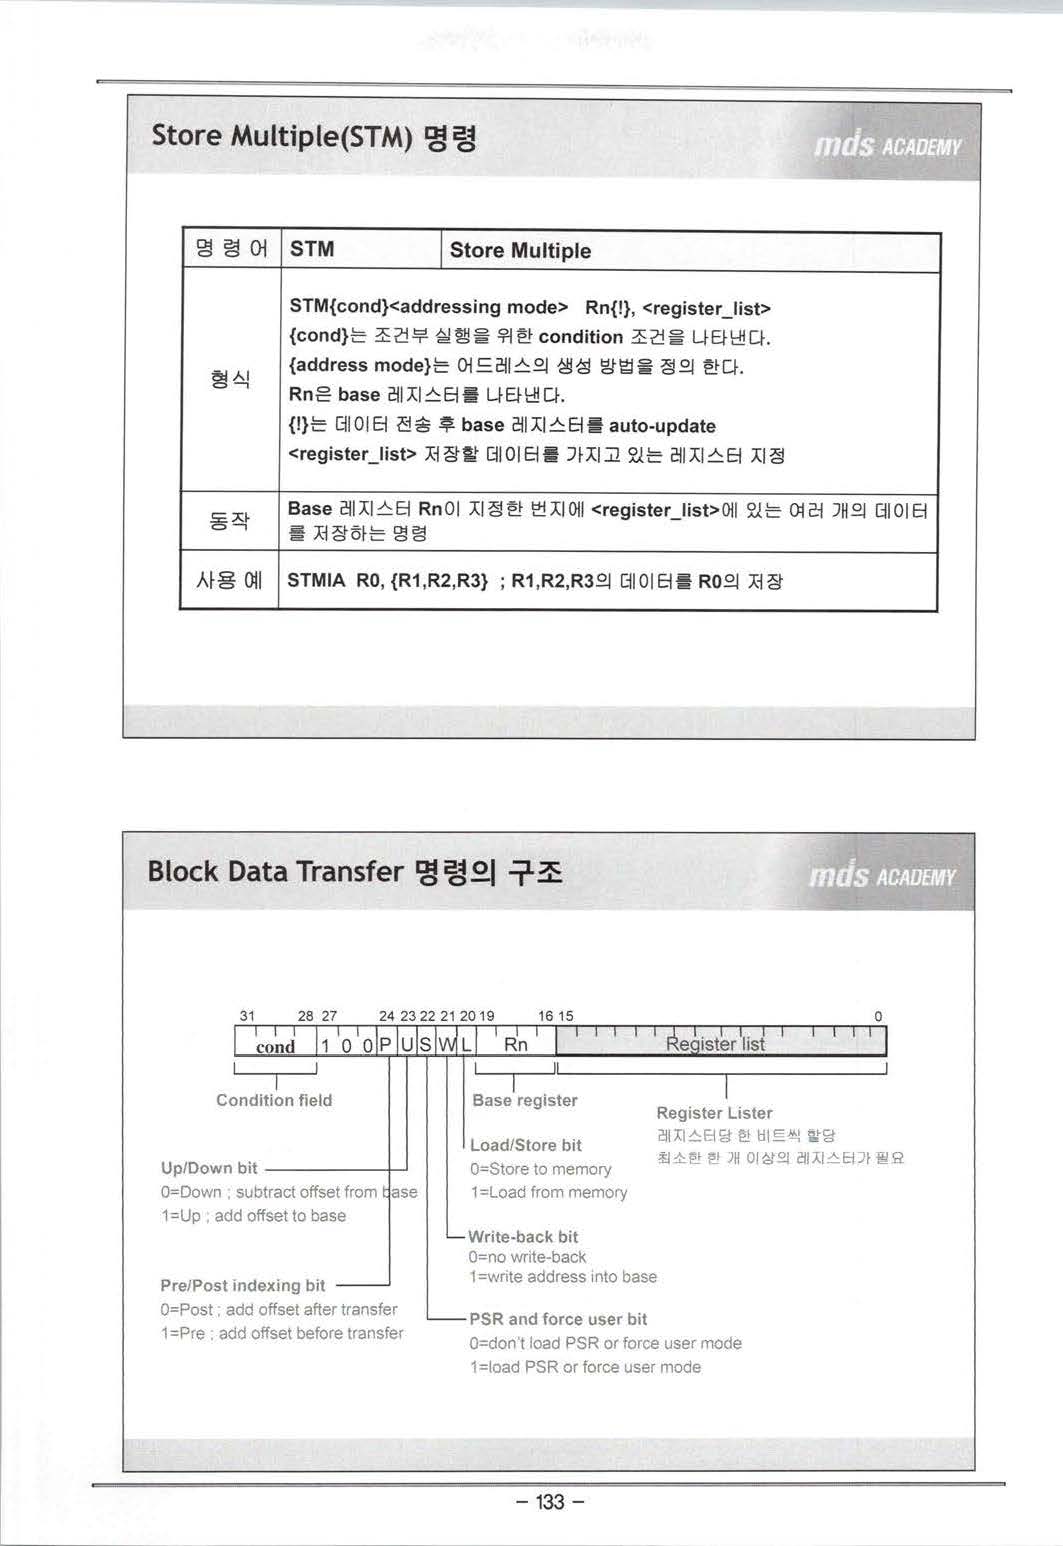 Store Multiple(STM) 명령
mds ACADEMY
명 령 어 STM Store Multiple
형식
STM{cond}<addressing mode> Rn{!}, <register_list>
{cond}는 조건부 실행을 위한 condition 조건을 나타낸다.
{address mode}는 어드레스의 생성 방법을 정의 한다.
Rn은 base 레지스터를 나타낸다.
{!}는 데이터 전송 후 base 레지스터를 auto-update
<register_list> 저장할 데이터를 가지고 있는 레지스터 지정
동작
Base 레지스터 Rn이 지정한 번지에 <register_list>에 있는 여러 개의 데이터
를 저장하는 명령
사용 예 STMIA R0, {R1,R2,R3} ; R1,R2,R3의 데이터를 R0의 저장
Block Data Transfer 명령의 구조
mds ACADEMY
31 28 27 24 23 22 21 20 19 16 15 0
cond 1 0 0 P U S W L Rn Register list
Condition field
Base register
Register Lister
레지스터당 한 비트씩 할당
최소한 한 개 이상의 레지스터가 필요
Load/Store bit
0=Store to memory
1=Load from memory
Up/Down bit
0=Down ; subtract offset from base
1=Up ; add offset to base
Write-back bit
0=no write-back
1=write address into base
Pre/Post indexing bit
0=Post ; add offset after transfer
1=Pre ; add offset before transfer
PSR and force user bit
0=don't load PSR or force user mode
1=load PSR or force user mode
- 133 -